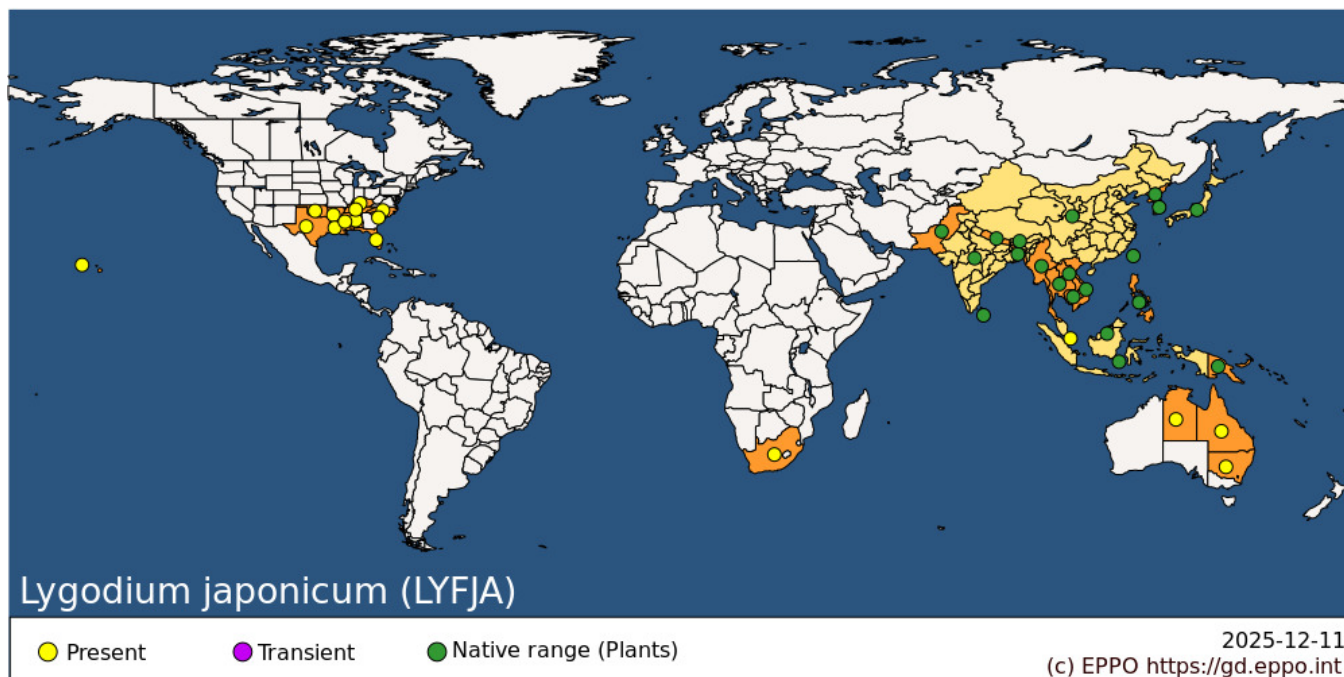 Lygodium japonicum (LYFJA)
Present
Transient
Native range (Plants)
2025-12-11
(c) EPPO https://gd.eppo.int